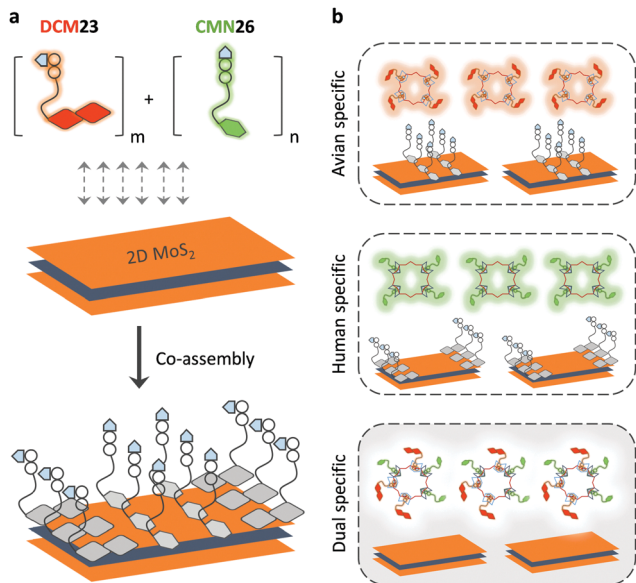 a
DCM23
CMN26
m
+
n
2D MoS₂
Co-assembly
b
Avian specific
Human specific
Dual specific